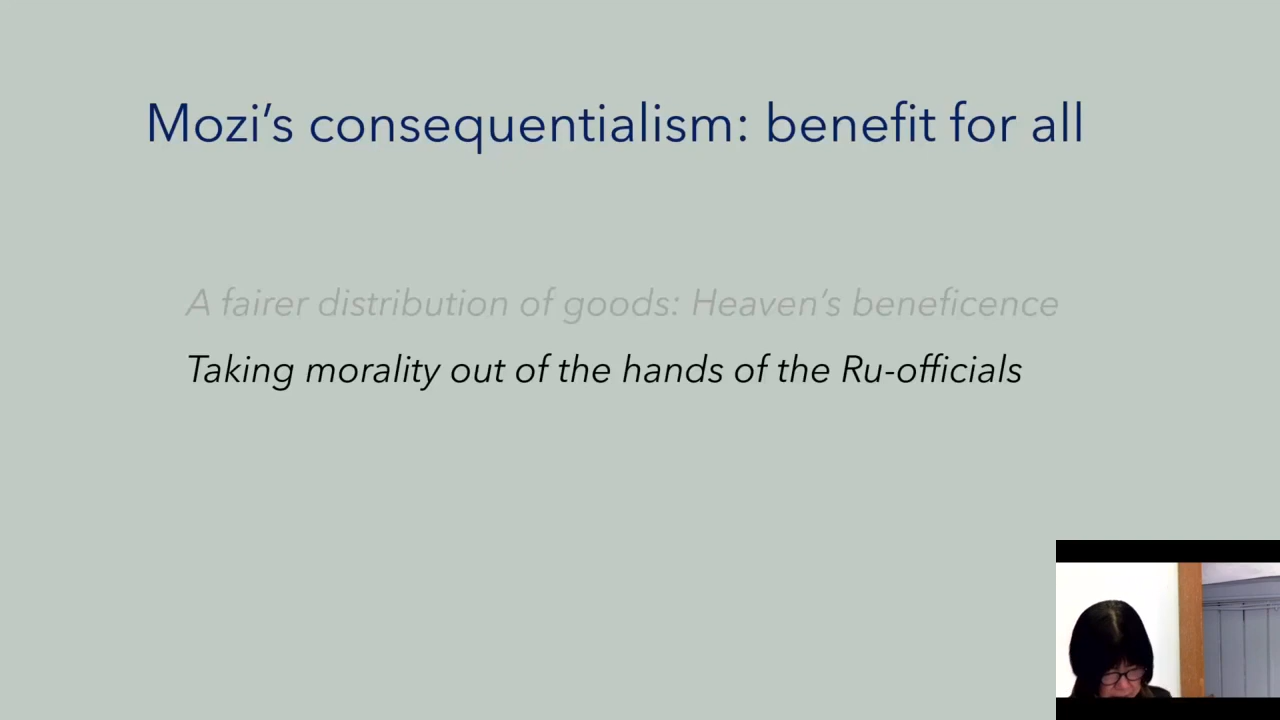 Mozi’s consequentialism: benefit for all
A fairer distribution of goods: Heaven’s beneficence
Taking morality out of the hands of the Ru-officials